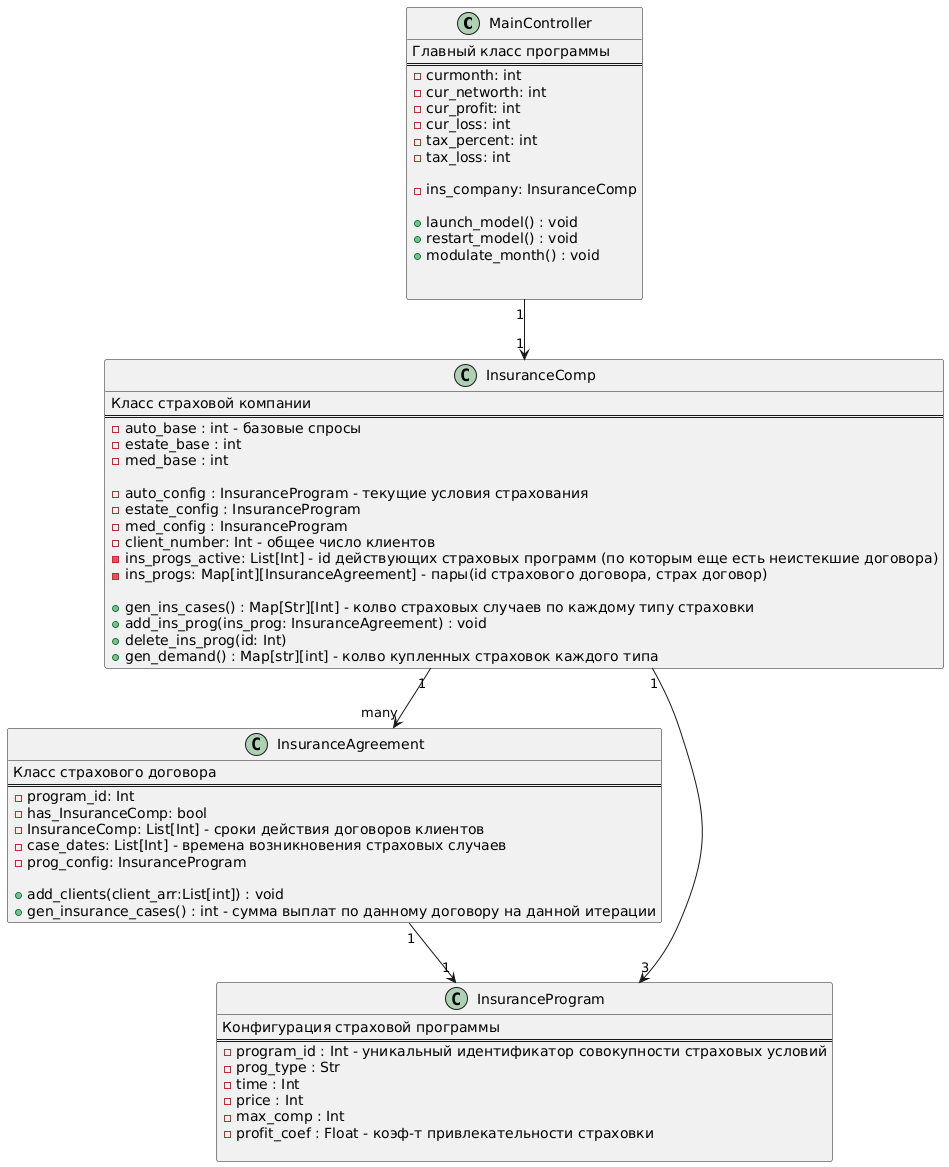 C MainController
Главный класс программы
curmonth: int
cur_networth: int
cur_profit: int
cur_loss: int
tax_percent: int
tax_loss: int
ins_company: InsuranceComp
launch_model() : void
restart_model() : void
modulate_month() : void
1
1
C InsuranceComp
Класс страховой компании
auto_base : int - базовые спросы
estate_base : int
med_base : int
auto_config : InsuranceProgram - текущие условия страхования
estate_config : InsuranceProgram
med_config : InsuranceProgram
client_number: Int - общее число клиентов
ins_progs_active: List[Int] - id действующих страховых программ (по которым еще есть неистекшие договора)
ins_progs: Map[int][InsuranceAgreement] - пары(id страхового договора, страх договор)
gen_ins_cases() : Map[Str][Int] - колво страховых случаев по каждому типу страховки
add_ins_prog(ins_prog: InsuranceAgreement) : void
delete_ins_prog(id: Int)
gen_demand() : Map[str][int] - колво купленных страховок каждого типа
1
1
many
C InsuranceAgreement
Класс страхового договора
program_id: Int
has_InsuranceComp: bool
InsuranceComp: List[Int] - сроки действия договоров клиентов
case_dates: List[Int] - времена возникновения страховых случаев
prog_config: InsuranceProgram
add_clients(client_arr:List[int]) : void
gen_insurance_cases() : int - сумма выплат по данному договору на данной итерации
1
1
3
C InsuranceProgram
Конфигурация страховой программы
program_id : Int - уникальный идентификатор совокупности страховых условий
prog_type : Str
time : Int
price : Int
max_comp : Int
profit_coef : Float - коэф-т привлекательности страховки